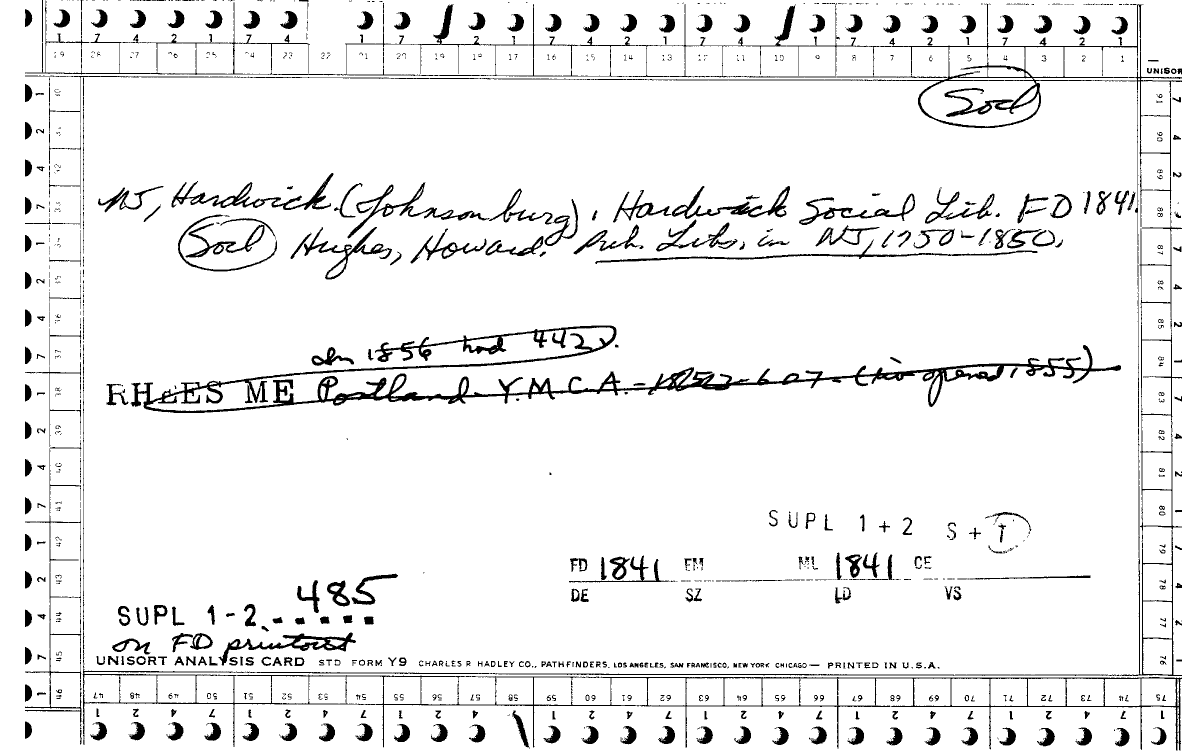 1 7 4 2 1 7 4 1 7 4 2 1 7 4 2 1 7 2 1 7 4 2 1 7 4 2 1
29 28 27 26 25 24 23 22 21 20 19 18 17 16 15 14 13 12 11 10 9 8 7 6 5 4 3 2 1
UNISOR
Socl
NJ, Hardwick. (Johnsonburg). Hardwick Social Lib. FD 1841.
Socl Hughes, Howard. Pub. Libs. in NJ, 1750-1850.
in 1856 had 442 v.
RHEES ME Portland Y.M.C.A.-1852-607- (opened 1855)
SUPL 1+2 S+T
FD 1841 EM ML 1841 CE
DE SZ LD VS
485
SUPL 1-2
on FD printout
UNISORT ANALYSIS CARD STD FORM Y9 CHARLES R HADLEY CO., PATHFINDERS, LOS ANGELES, SAN FRANCISCO, NEW YORK CHICAGO — PRINTED IN U.S.A.
47 48 49 50 51 52 53 54 55 56 57 58 59 60 61 62 63 64 65 66 67 68 69 70 71 72 73 74 75
1 2 4 7 1 2 4 7 1 2 4 1 2 4 7 1 2 4 7 1 2 4 7 1 2 4 7 1